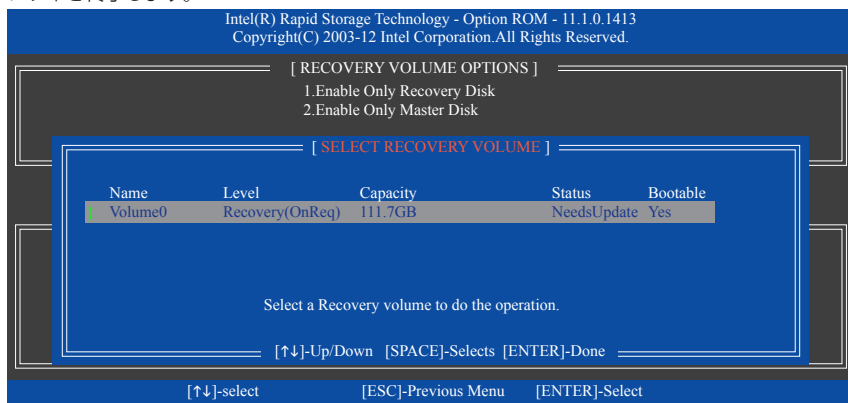 Intel(R) Rapid Storage Technology - Option ROM - 11.1.0.1413
Copyright(C) 2003-12 Intel Corporation.All Rights Reserved.
[ RECOVERY VOLUME OPTIONS ]
1.Enable Only Recovery Disk
2.Enable Only Master Disk
[ SELECT RECOVERY VOLUME ]
Name Level Capacity Status Bootable
Volume0 Recovery(OnReq) 111.7GB NeedsUpdate Yes
Select a Recovery volume to do the operation.
[↑↓]-Up/Down [SPACE]-Selects [ENTER]-Done
[↑↓]-select [ESC]-Previous Menu [ENTER]-Select